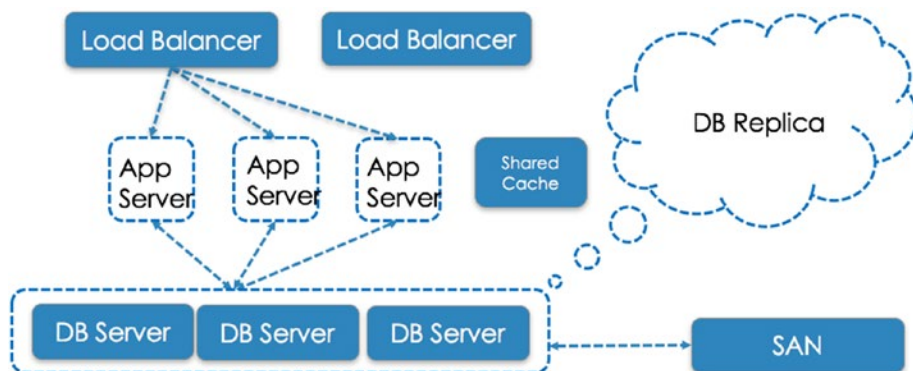 Load Balancer
Load Balancer
DB Replica
App
Server
App
Server
App
Server
Shared
Cache
DB Server
DB Server
DB Server
SAN